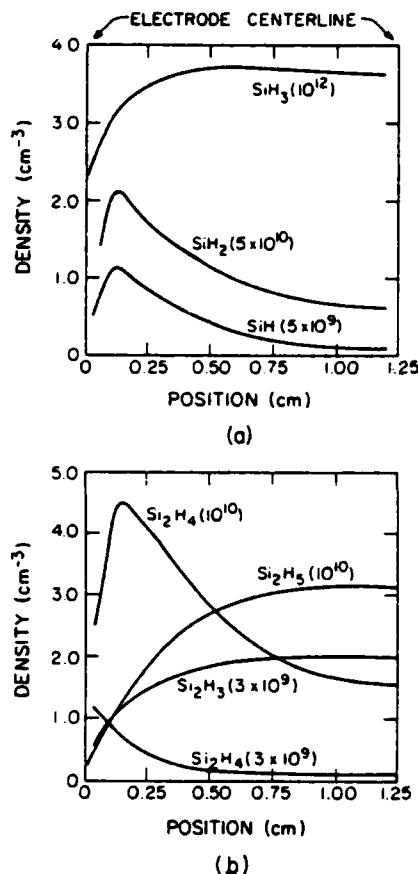 ELECTRODE CENTERLINE
4.0
3.0
2.0
1.0
0
DENSITY (cm⁻³)
SiH₃(10¹²)
SiH₂(5×10¹⁰)
SiH(5×10⁹)
0 0.25 0.50 0.75 1.00 1.25
POSITION (cm)
(a)
5.0
4.0
3.0
2.0
1.0
0
DENSITY (cm⁻³)
Si₂H₄(10¹⁰)
Si₂H₅(10¹⁰)
Si₂H₃(3×10⁹)
Si₂H₄(3×10⁹)
0 0.25 0.50 0.75 1.00 1.25
POSITION (cm)
(b)